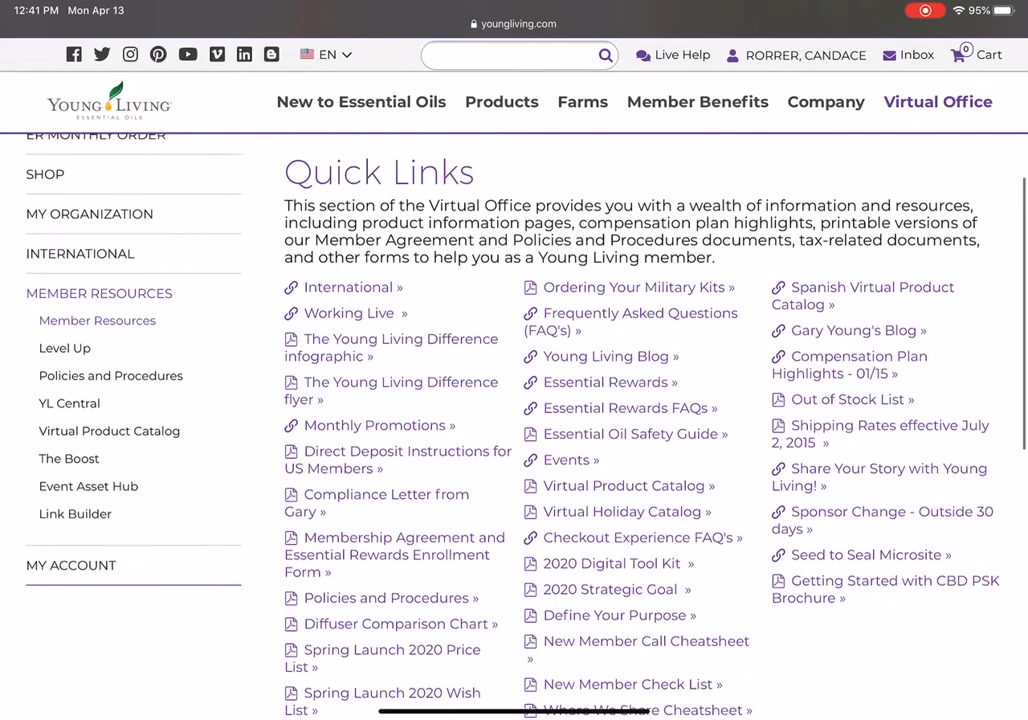 12:41 PM Mon Apr 13
95%
youngliving.com
EN
Live Help
RORRER, CANDACE
Inbox
0
Cart
YOUNG LIVING
ESSENTIAL OILS
New to Essential Oils
Products
Farms
Member Benefits
Company
Virtual Office
ER MONTHLY ORDER
SHOP
MY ORGANIZATION
INTERNATIONAL
MEMBER RESOURCES
Member Resources
Level Up
Policies and Procedures
YL Central
Virtual Product Catalog
The Boost
Event Asset Hub
Link Builder
MY ACCOUNT
Quick Links
This section of the Virtual Office provides you with a wealth of information and resources,
including product information pages, compensation plan highlights, printable versions of
our Member Agreement and Policies and Procedures documents, tax-related documents,
and other forms to help you as a Young Living member.
International »
Working Live »
The Young Living Difference
infographic »
The Young Living Difference
flyer »
Monthly Promotions »
Direct Deposit Instructions for
US Members »
Compliance Letter from
Gary »
Membership Agreement and
Essential Rewards Enrollment
Form »
Policies and Procedures »
Diffuser Comparison Chart »
Spring Launch 2020 Price
List »
Spring Launch 2020 Wish
List »
Ordering Your Military Kits »
Frequently Asked Questions
(FAQ's) »
Young Living Blog »
Essential Rewards »
Essential Rewards FAQs »
Essential Oil Safety Guide »
Events »
Virtual Product Catalog »
Virtual Holiday Catalog »
Checkout Experience FAQ's »
2020 Digital Tool Kit »
2020 Strategic Goal »
Define Your Purpose »
New Member Call Cheatsheet
»
New Member Check List »
Where We Share Cheatsheet »
Spanish Virtual Product
Catalog »
Gary Young's Blog »
Compensation Plan
Highlights - 01/15 »
Out of Stock List »
Shipping Rates effective July
2, 2015 »
Share Your Story with Young
Living! »
Sponsor Change - Outside 30
days »
Seed to Seal Microsite »
Getting Started with CBD PSK
Brochure »